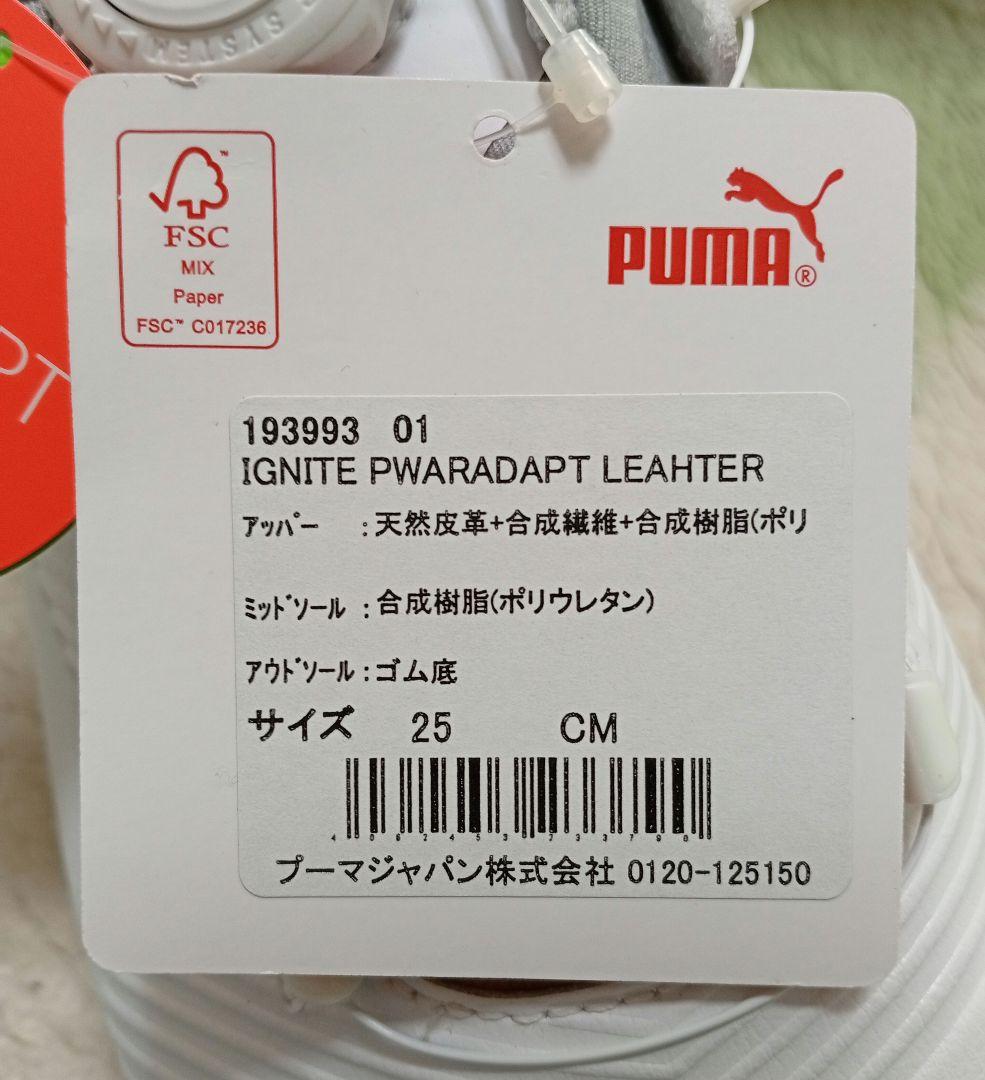 SYSTEM
PT
FSC™
MIX
Paper
FSC™ C017236
PUMA®
193993 01
IGNITE PWARADAPT LEAHTER
アッパー :天然皮革+合成繊維+合成樹脂(ポリ
ミッドソール :合成樹脂(ポリウレタン)
アウドソール:ゴム底
サイズ 25 CM
プーマジャパン株式会社 0120-125150